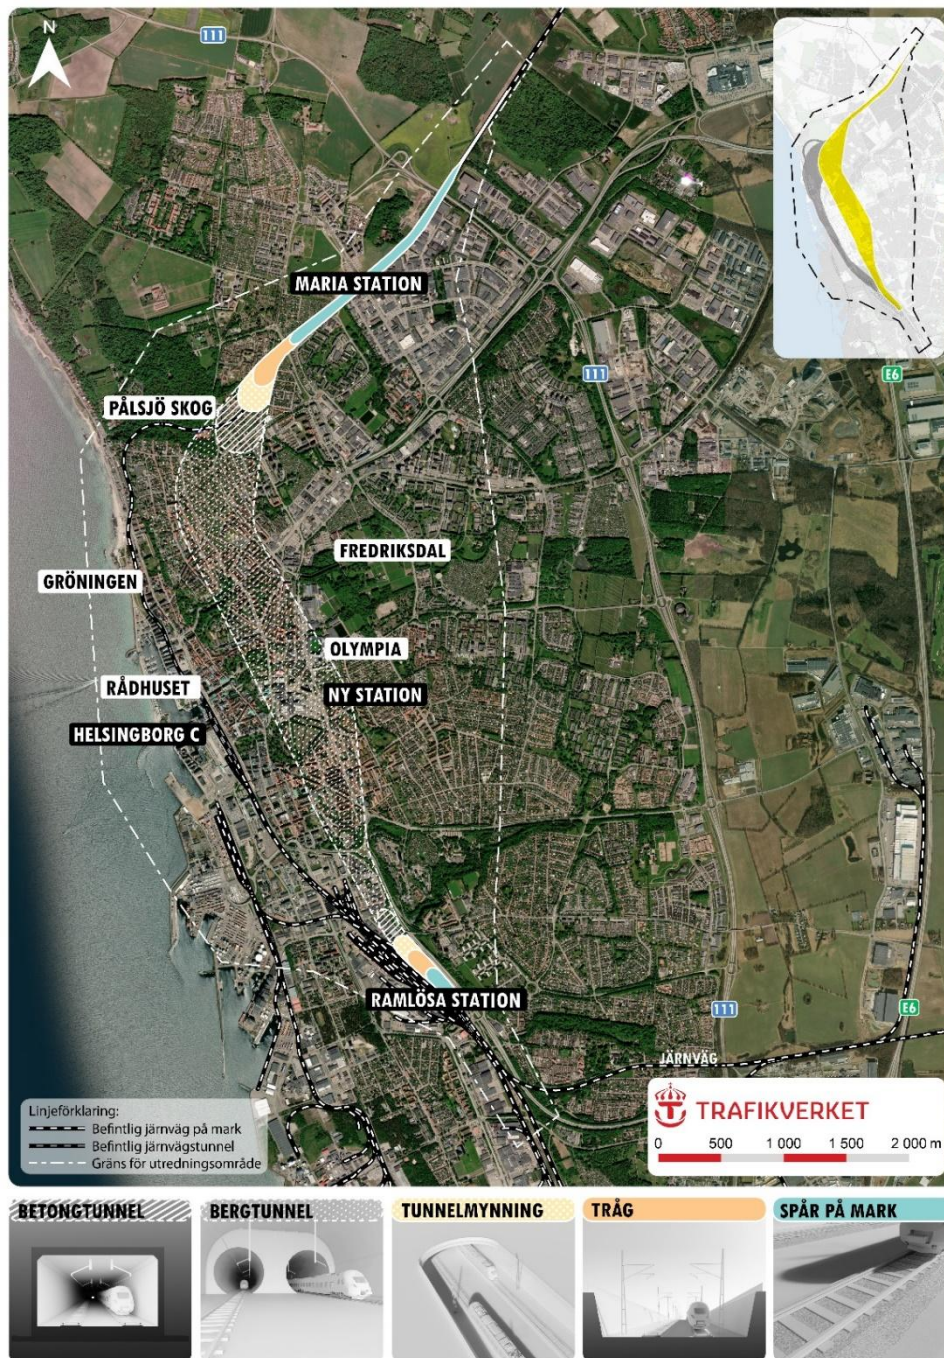 N
111
MARIA STATION
111
E6
PÅLSJÖ SKOG
FREDRIKSDAL
GRÖNINGEN
OLYMPIA
RÅDHUSET
NY STATION
HELSINGBORG C
RAMLÖSA STATION
111
E6
JÄRNVÄG
Linjeförklaring:
Befintlig järnväg på mark
Befintlig järnvägstunnel
Gräns för utredningsområde
TRAFIKVERKET
0 500 1 000 1 500 2 000 m
BETONGTUNNEL
BERGTUNNEL
TUNNELMYNNING
TRÅG
SPÅR PÅ MARK